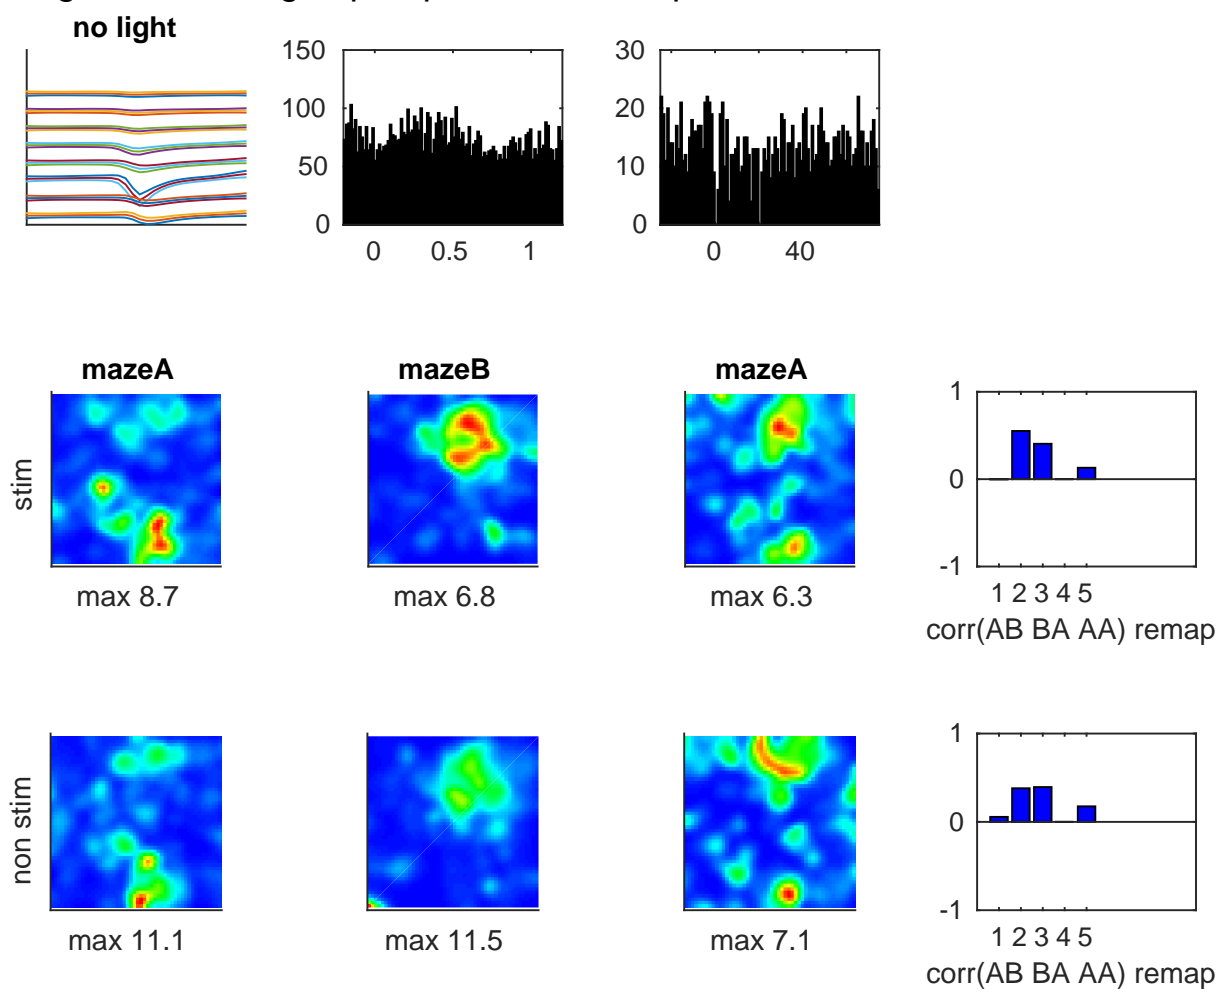 no light
150
100
50
0
0 0.5 1
30
20
10
0
0 40
mazeA mazeB mazeA
stim
max 8.7 max 6.8 max 6.3
1
0
-1
1 2 3 4 5
corr(AB BA AA) remap
non stim
max 11.1 max 11.5 max 7.1
1
0
-1
1 2 3 4 5
corr(AB BA AA) remap